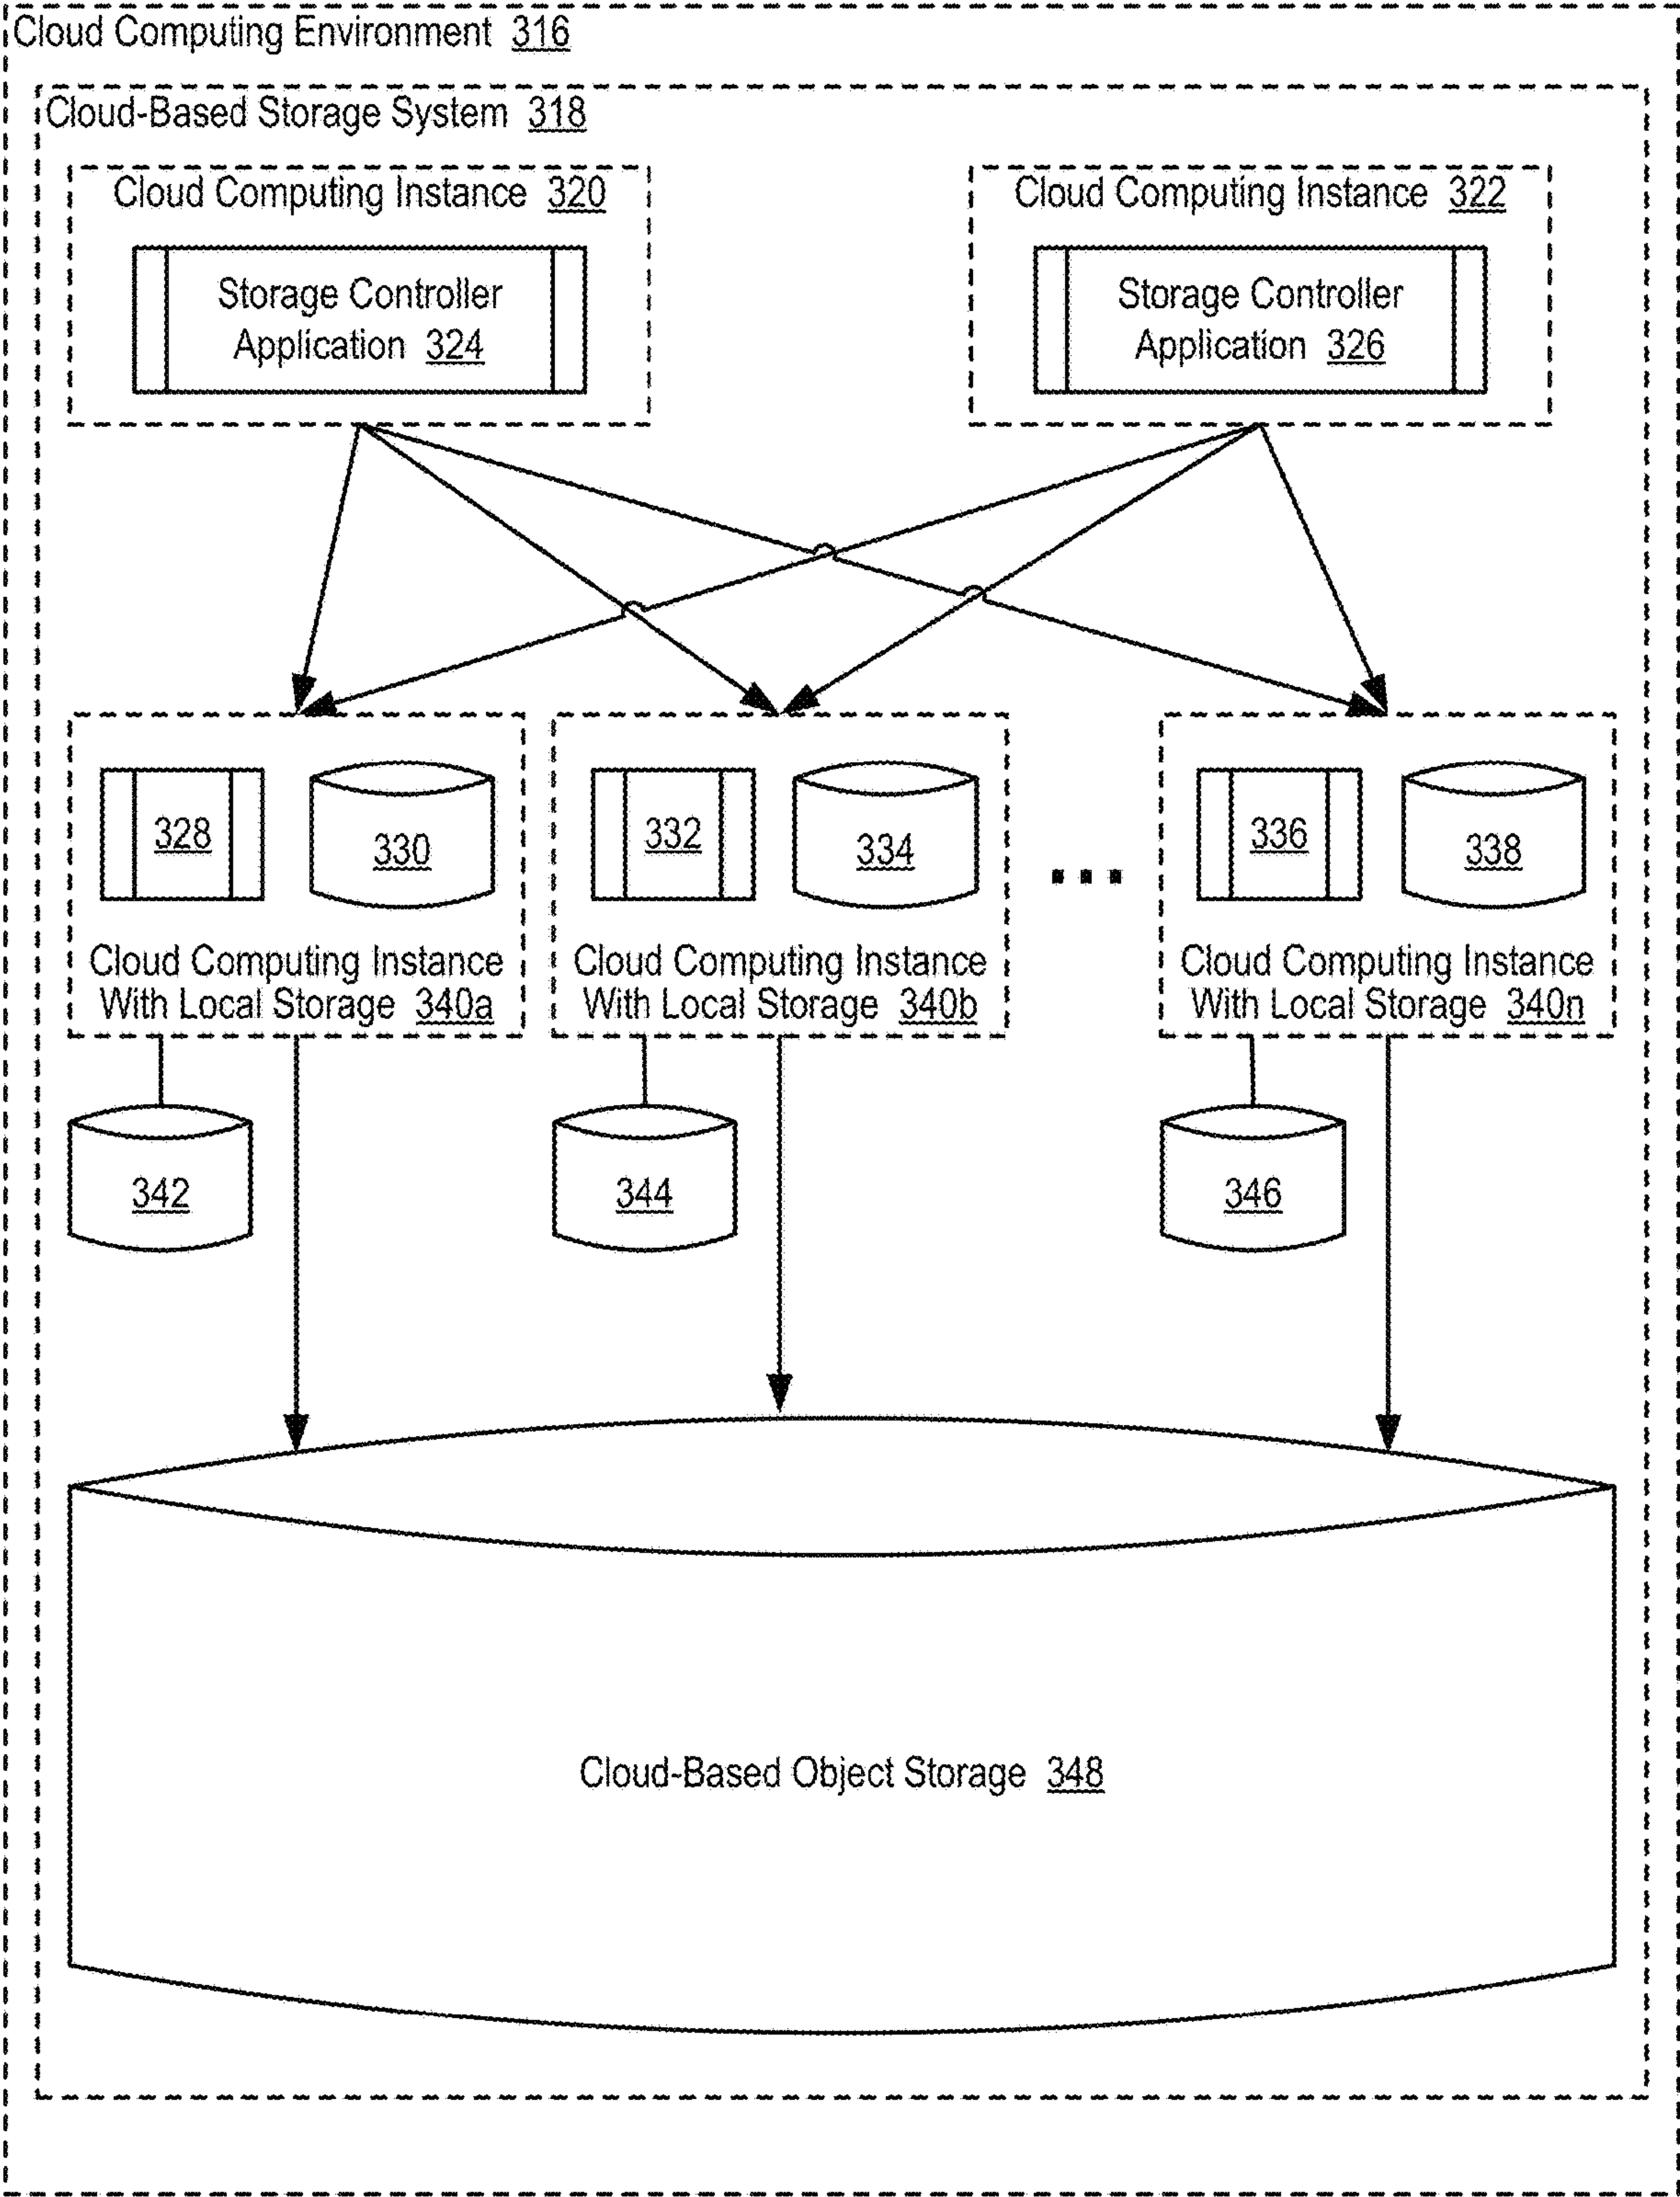 Cloud Computing Environment 316
Cloud-Based Storage System 318
Cloud Computing Instance 320
Storage Controller
Application 324
Cloud Computing Instance 322
Storage Controller
Application 326
328
330
Cloud Computing Instance
With Local Storage 340a
332
334
Cloud Computing Instance
With Local Storage 340b
...
336
338
Cloud Computing Instance
With Local Storage 340n
342
344
346
Cloud-Based Object Storage 348